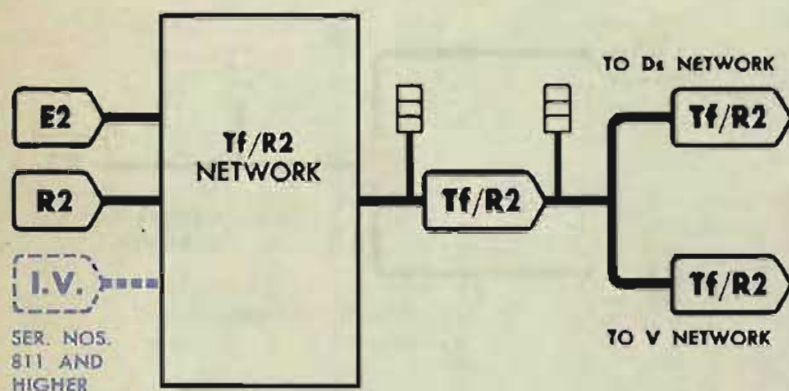 E2
R2
I.V.
SER. NOS.
811 AND
HIGHER
Tf/R2
NETWORK
Tf/R2
TO Ds NETWORK
Tf/R2
Tf/R2
TO V NETWORK